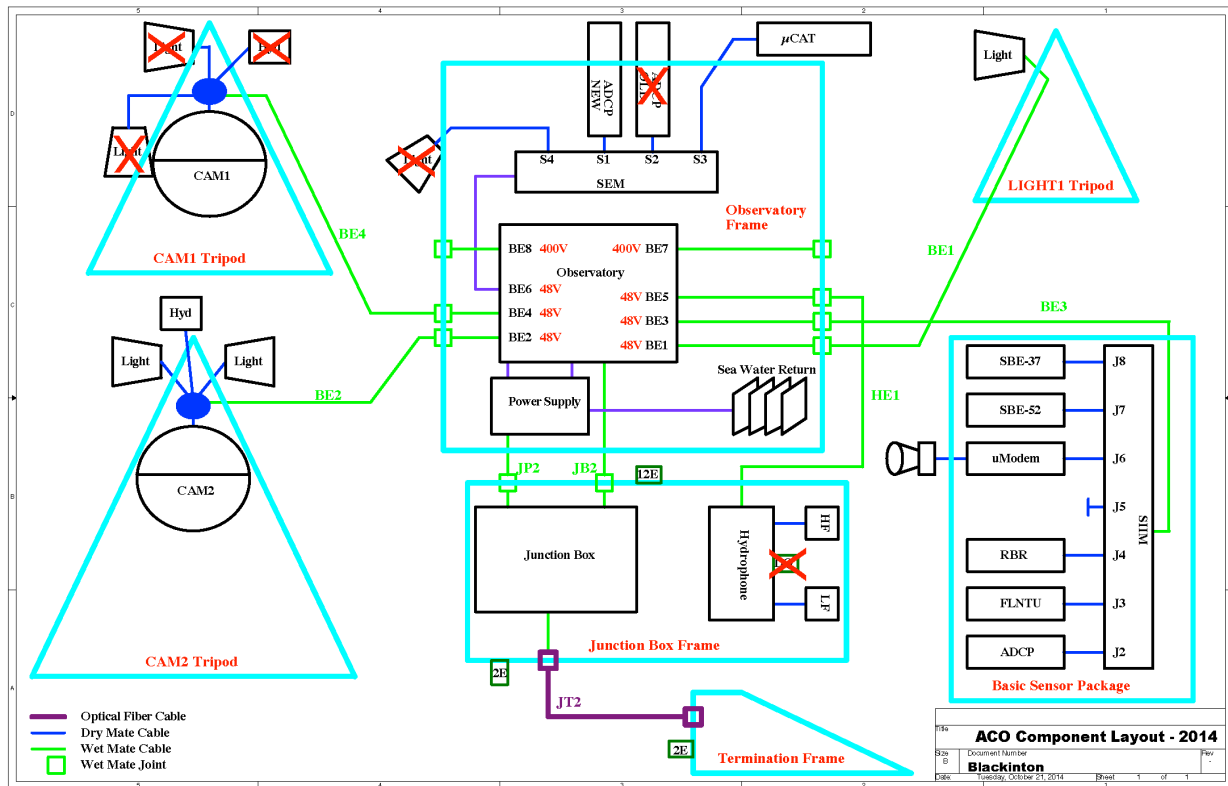 5
4
3
2
1
D
C
B
A
Light
Hyd
Light
CAM1
CAM1 Tripod
BE4
Light
ADCP
NEW
ADCP
OLD
µCAT
S4
S1
S2
S3
SEM
Observatory
Frame
Light
LIGHT1 Tripod
BE1
BE3
BE8
400V
400V
BE7
Observatory
BE6
48V
48V
BE5
BE4
48V
48V
BE3
BE2
48V
48V
BE1
Hyd
Light
Light
BE2
CAM2
CAM2 Tripod
Power Supply
Sea Water Return
HE1
JP2
JB2
12E
Junction Box
Hydrophone
HF
LF
Junction Box Frame
2E
JT2
2E
Termination Frame
SBE-37
J8
SBE-52
J7
uModem
J6
J5
SIIM
RBR
J4
FLNTU
J3
ADCP
J2
Basic Sensor Package
Optical Fiber Cable
Dry Mate Cable
Wet Mate Cable
Wet Mate Joint
Title
ACO Component Layout - 2014
Size
B
Document Number
Blackinton
Rev
-
Date:
Tuesday, October 21, 2014
Sheet
1
of
1
5
4
3
2
1